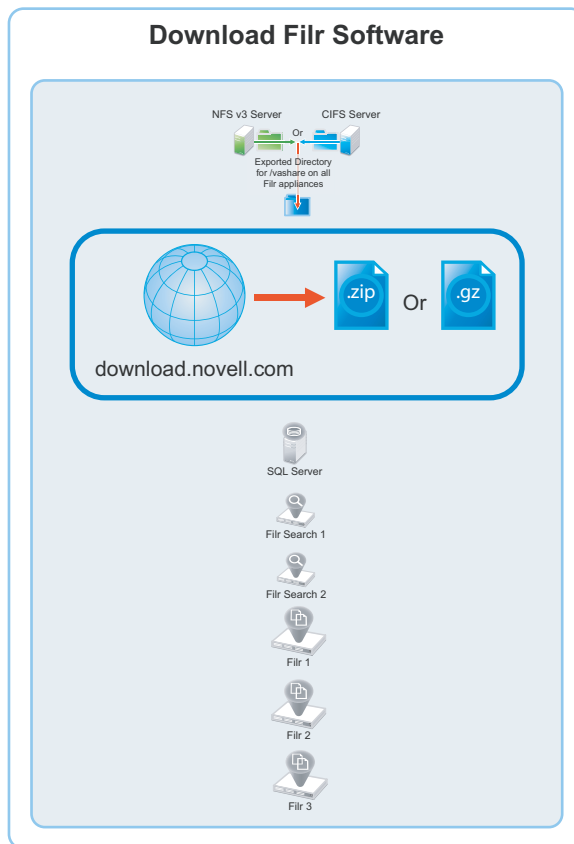 Download Filr Software
NFS v3 Server
CIFS Server
Or
Exported Directory
for /vashare on all
Filr appliances
.zip
Or
.gz
download.novell.com
SQL Server
Filr Search 1
Filr Search 2
Filr 1
Filr 2
Filr 3